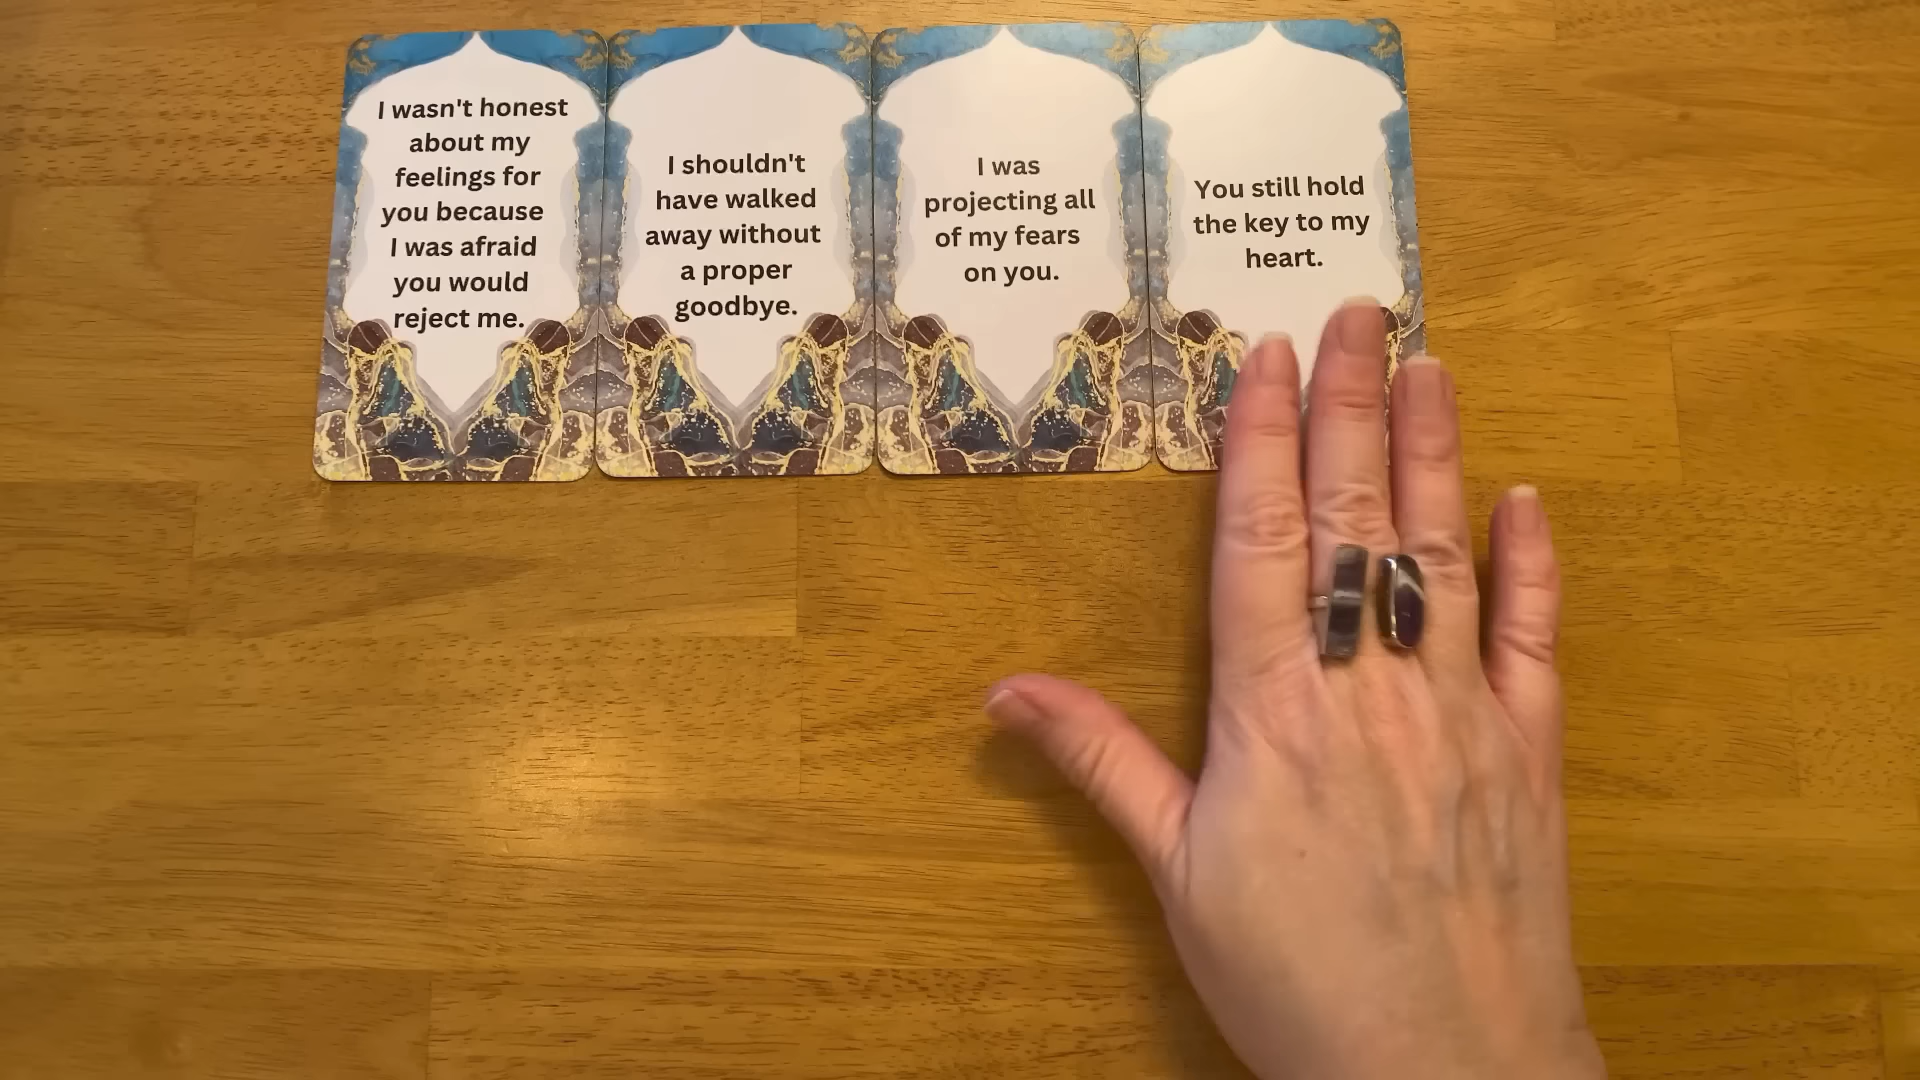 I wasn't honest
about my
feelings for
you because
I was afraid
you would
reject me.
I shouldn't
have walked
away without
a proper
goodbye.
I was
projecting all
of my fears
on you.
You still hold
the key to my
heart.